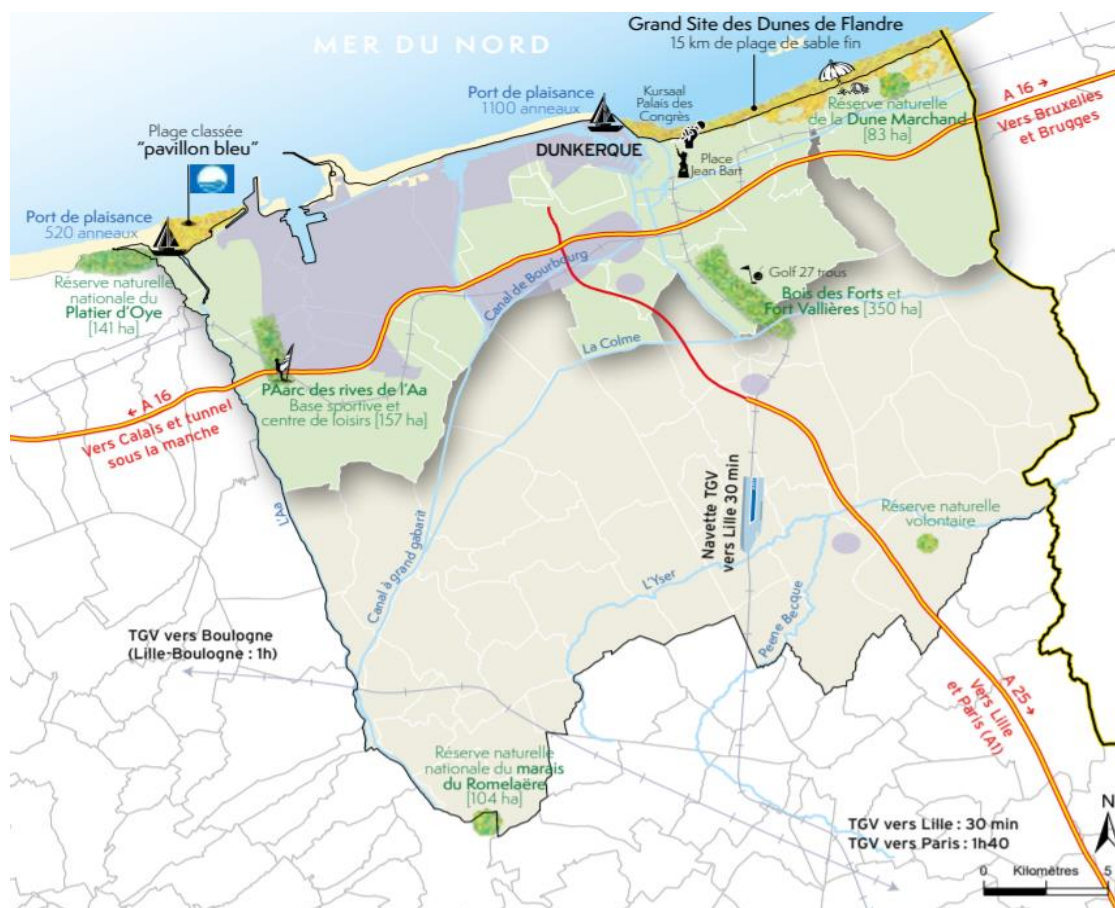 MER DU NORD
Grand Site des Dunes de Flandre
15 km de plage de sable fin
Port de plaisance
1100 anneaux
Kursaal
Palais des
Congrès
Réserve naturelle
de la Dune Marchand
[83 ha]
A 16 →
Vers Bruxelles
et Brugges
Plage classée
"pavillon bleu"
DUNKERQUE
Place
Jean Bart
Port de plaisance
520 anneaux
Réserve naturelle
nationale du
Platier d'Oye
[141 ha]
Canal de Bourbourg
Golf 27 trous
Bois des Forts et
Fort Vallières [350 ha]
La Colme
PAarc des rives de l'Aa
Base sportive et
centre de loisirs [157 ha]
← A 16
Vers Calais et tunnel
sous la manche
L'Aa
Canal à grand gabarit
Navette TGV
vers Lille 30 min
Réserve naturelle
volontaire
L'Yser
Peene Becque
TGV vers Boulogne
(Lille-Boulogne : 1h)
A 25 →
Vers Lille
et Paris (A1)
Réserve naturelle
nationale du marais
du Romelaëre
[104 ha]
TGV vers Lille : 30 min
TGV vers Paris : 1h40
N
0 Kilomètres 5